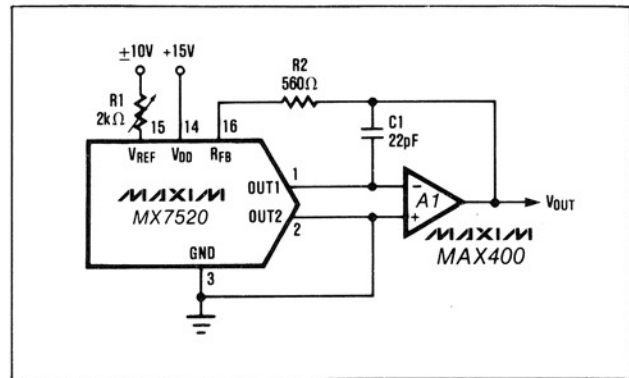 ±10V
+15V
R1
2kΩ
R2
560Ω
15
14
16
C1
22pF
VREF
VDD
RFB
1
OUT1
−
A1
VOUT
MAXIM
MX7520
OUT2
2
+
MAXIM
MAX400
GND
3